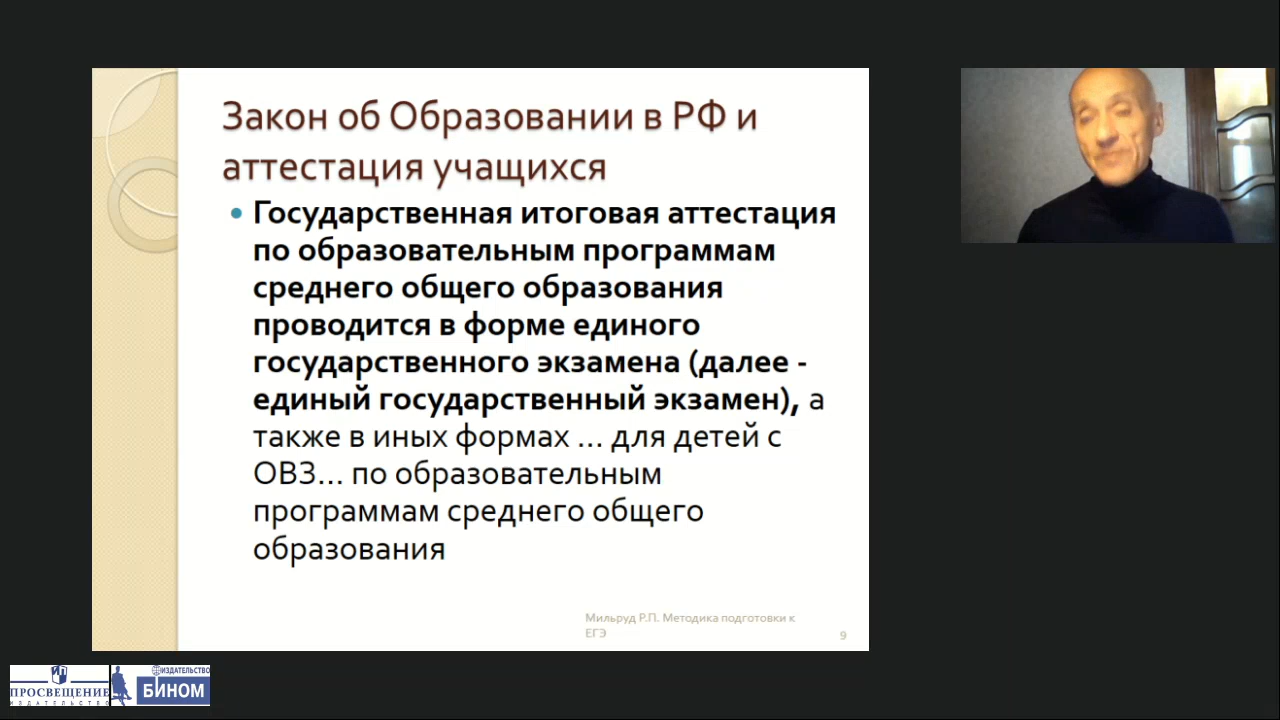 Закон об Образовании в РФ и
аттестация учащихся
• Государственная итоговая аттестация
по образовательным программам
среднего общего образования
проводится в форме единого
государственного экзамена (далее -
единый государственный экзамен), а
также в иных формах ... для детей с
ОВЗ... по образовательным
программам среднего общего
образования
Мильруд Р.П. Методика подготовки к
ЕГЭ
9
ПРОСВЕЩЕНИЕ
ИЗДАТЕЛЬСТВО
ИЗДАТЕЛЬСТВО
БИНОМ